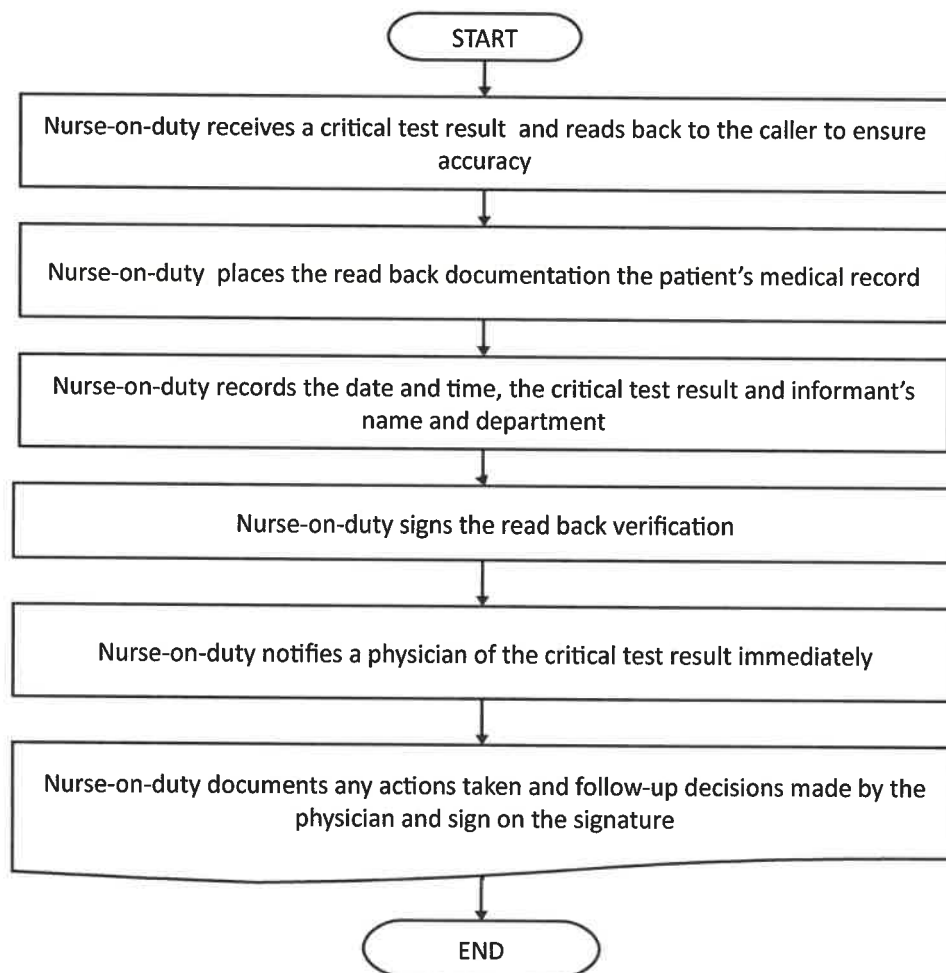 START
Nurse-on-duty receives a critical test result and reads back to the caller to ensure
accuracy
Nurse-on-duty places the read back documentation the patient’s medical record
Nurse-on-duty records the date and time, the critical test result and informant’s
name and department
Nurse-on-duty signs the read back verification
Nurse-on-duty notifies a physician of the critical test result immediately
Nurse-on-duty documents any actions taken and follow-up decisions made by the
physician and sign on the signature
END